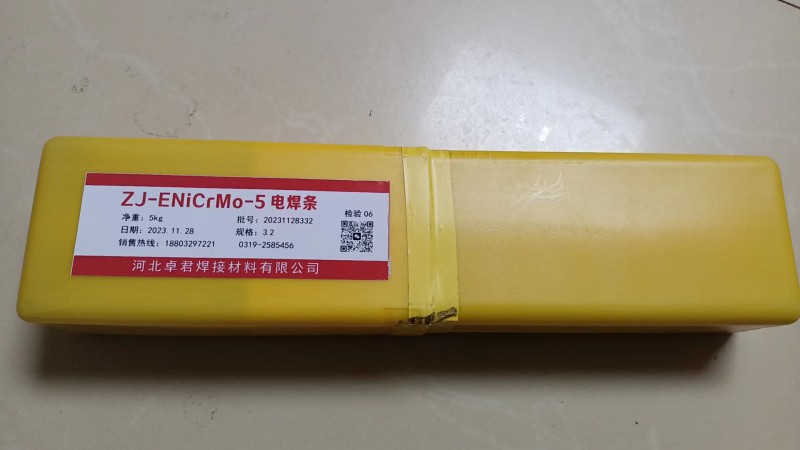 ZJ-ENiCrMo-5 电焊条
净重：5kg 批号：20231128332 检验 06
日期：2023.11.28 规格：3.2
销售热线：18803297221 0319-2585456
河北卓君焊接材料有限公司